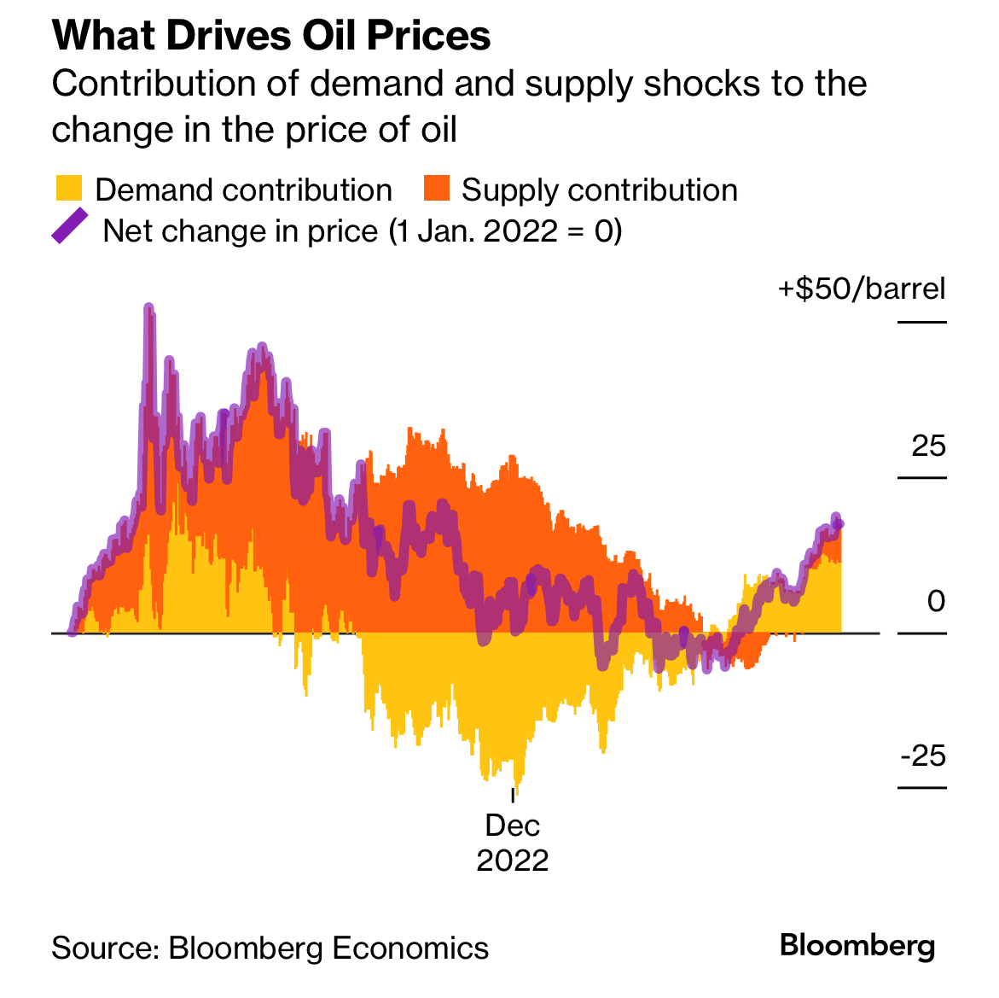 What Drives Oil Prices
Contribution of demand and supply shocks to the
change in the price of oil
Demand contribution Supply contribution
Net change in price (1 Jan. 2022 = 0)
+$50/barrel
25
0
-25
Dec
2022
Source: Bloomberg Economics Bloomberg